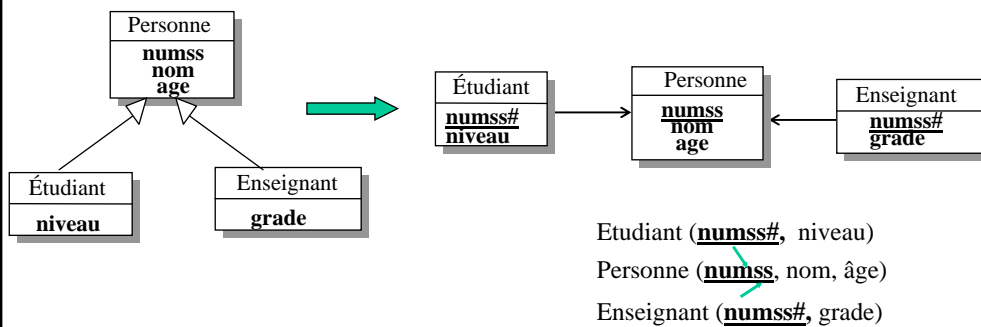 Personne
numss
nom
age
Étudiant
niveau
Enseignant
grade
Étudiant
numss#
niveau
Personne
numss
nom
age
Enseignant
numss#
grade
Etudiant (numss#, niveau)
Personne (numss, nom, âge)
Enseignant (numss#, grade)